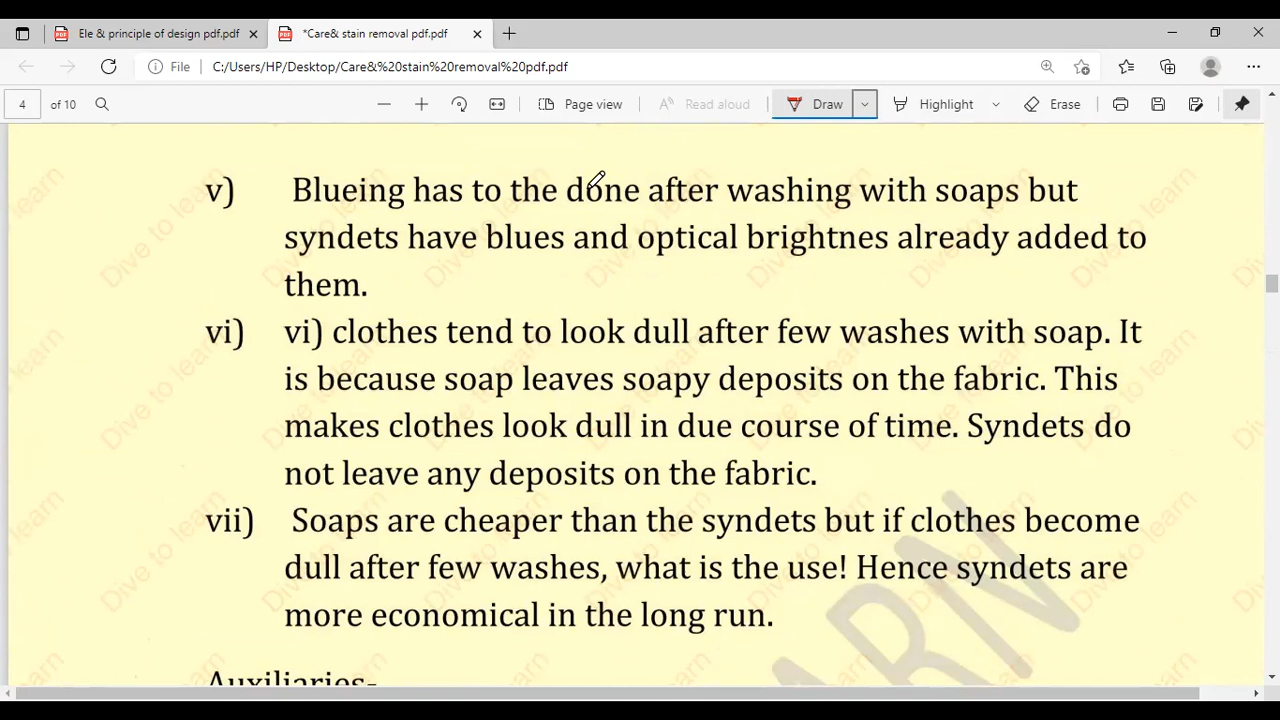 Ele & principle of design pdf.pdf
*Care& stain removal pdf.pdf
File
C:/Users/HP/Desktop/Care&%20stain%20removal%20pdf.pdf
4 of 10
Page view
Read aloud
Draw
Highlight
Erase
v) Blueing has to the done after washing with soaps but
syndets have blues and optical brightnes already added to
them.
vi) vi) clothes tend to look dull after few washes with soap. It
is because soap leaves soapy deposits on the fabric. This
makes clothes look dull in due course of time. Syndets do
not leave any deposits on the fabric.
vii) Soaps are cheaper than the syndets but if clothes become
dull after few washes, what is the use! Hence syndets are
more economical in the long run.
Auxiliaries-
Dive to learn
ARN